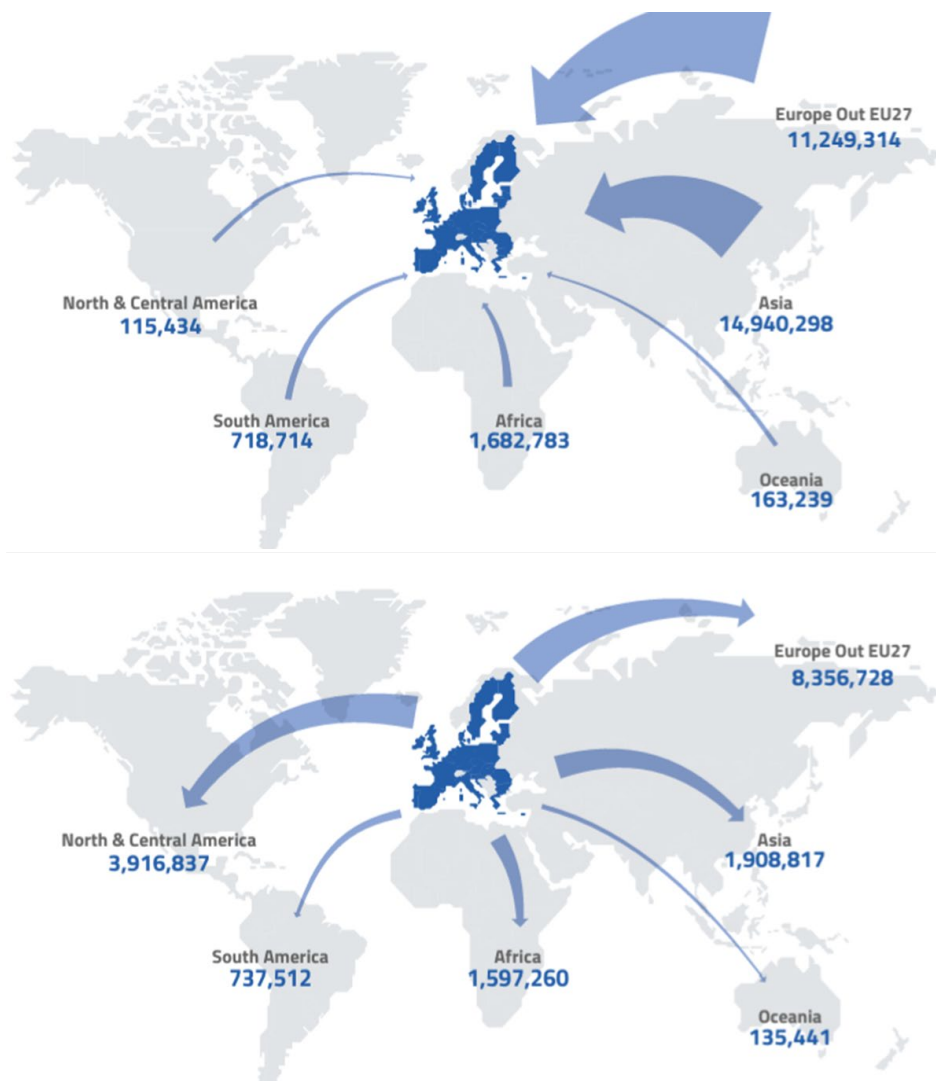 Europe Out EU27
11,249,314
North & Central America
115,434
Asia
14,940,298
South America
718,714
Africa
1,682,783
Oceania
163,239
Europe Out EU27
8,356,728
North & Central America
3,916,837
Asia
1,908,817
South America
737,512
Africa
1,597,260
Oceania
135,441